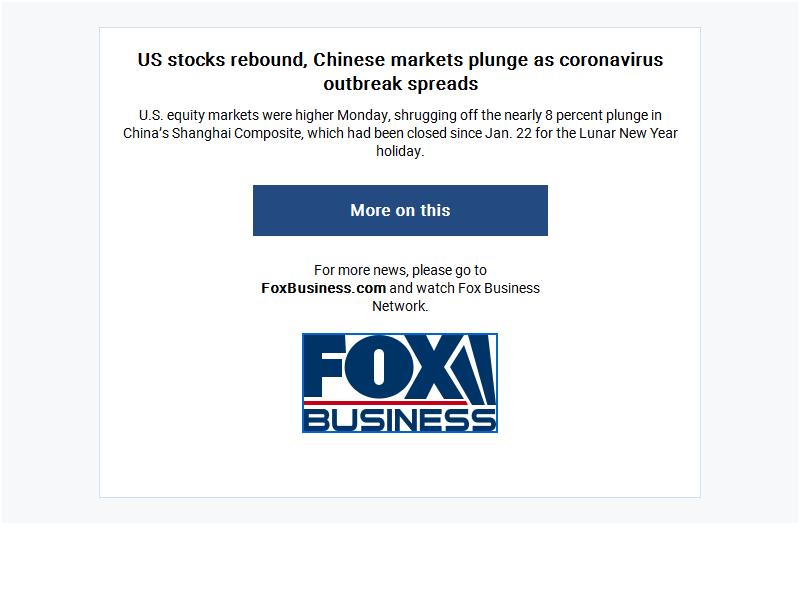 US stocks rebound, Chinese markets plunge as coronavirus
outbreak spreads
U.S. equity markets were higher Monday, shrugging off the nearly 8 percent plunge in
China’s Shanghai Composite, which had been closed since Jan. 22 for the Lunar New Year
holiday.
More on this
For more news, please go to
FoxBusiness.com and watch Fox Business
Network.
FOX
BUSINESS